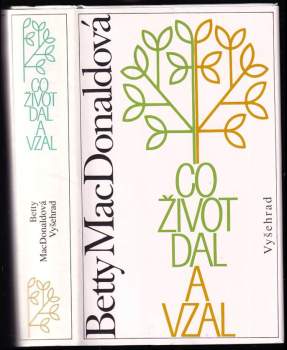 CO
ŽIVOT
DAL
A
VZAL
Betty
MacDonaldová
Vyšehrad
Betty MacDonaldová
CO
ŽIVOT
DAL
A
VZAL
Vyšehrad